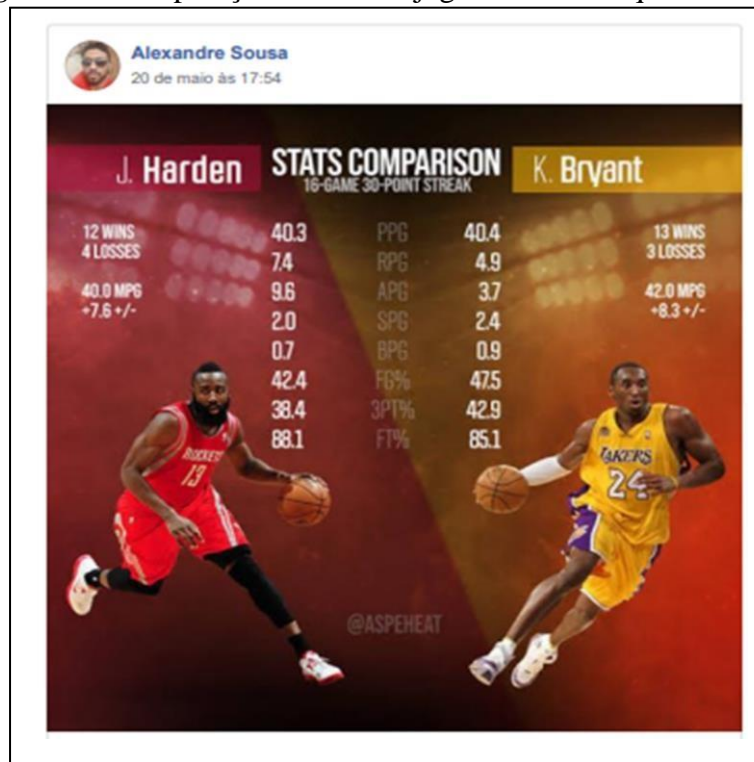 Alexandre Sousa
20 de maio às 17:54
J. Harden
STATS COMPARISON
K. Bryant
16-GAME 30-POINT STREAK
12 WINS
4 LOSSES
40.0 MPG
+7.6 +/-
40.3 PPG 40.4
7.4 RPG 4.9
9.6 APG 3.7
2.0 SPG 2.4
0.7 BPG 0.9
42.4 FG% 47.5
38.4 3PT% 42.9
88.1 FT% 85.1
13 WINS
3 LOSSES
42.0 MPG
+8.3 +/-
ROCKETS
13
LAKERS
24
@ASPEHEAT